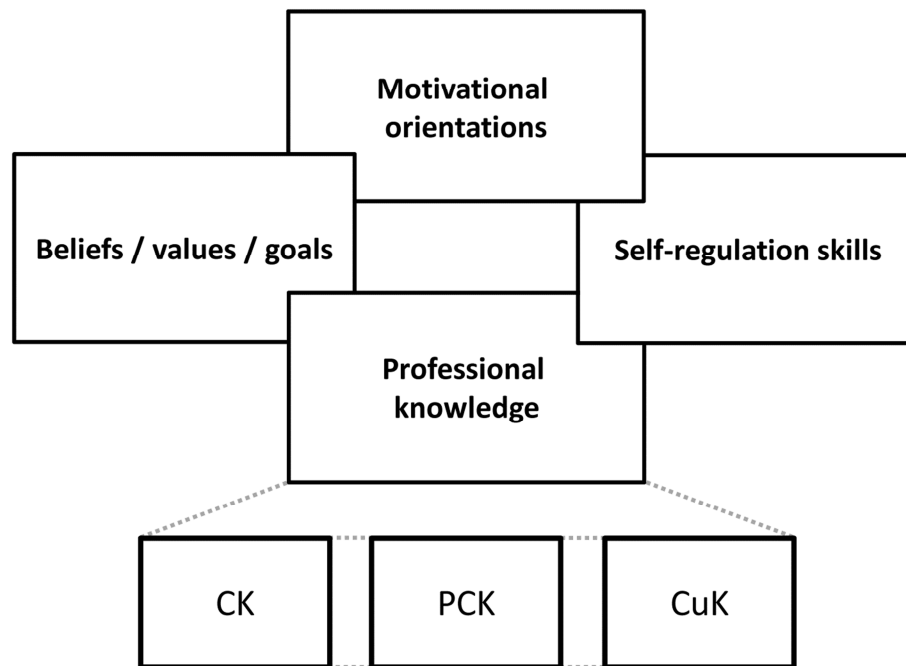 Motivational
orientations
Beliefs / values / goals
Self-regulation skills
Professional
knowledge
CK
PCK
CuK